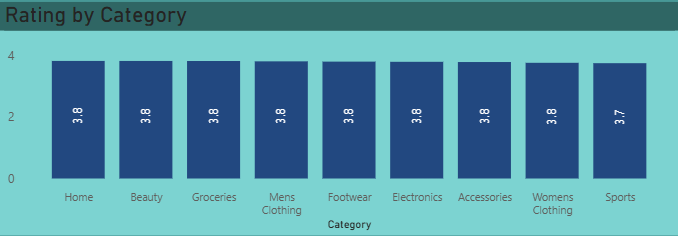 Rating by Category
4
2
0
3.8
3.8
3.8
3.8
3.8
3.8
3.8
3.8
3.7
Home
Beauty
Groceries
Mens
Clothing
Footwear
Electronics
Accessories
Womens
Clothing
Sports
Category